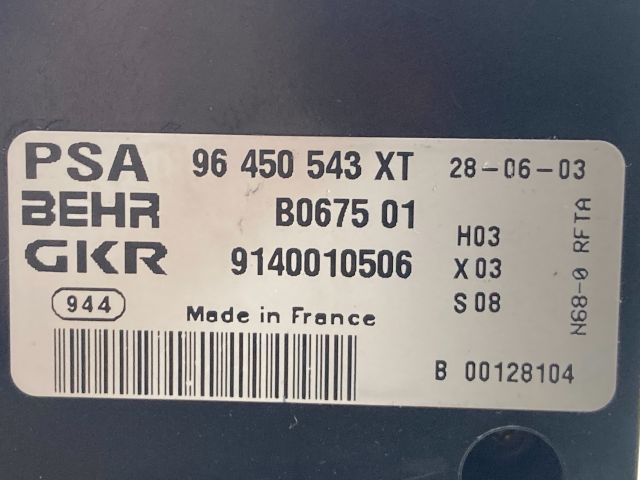 PSA 96 450 543 XT 28-06-03
BEHR B0675 01
GKR 9140010506
H03
X03
S08
N68-0 RFTA
944
Made in France
B 00128104